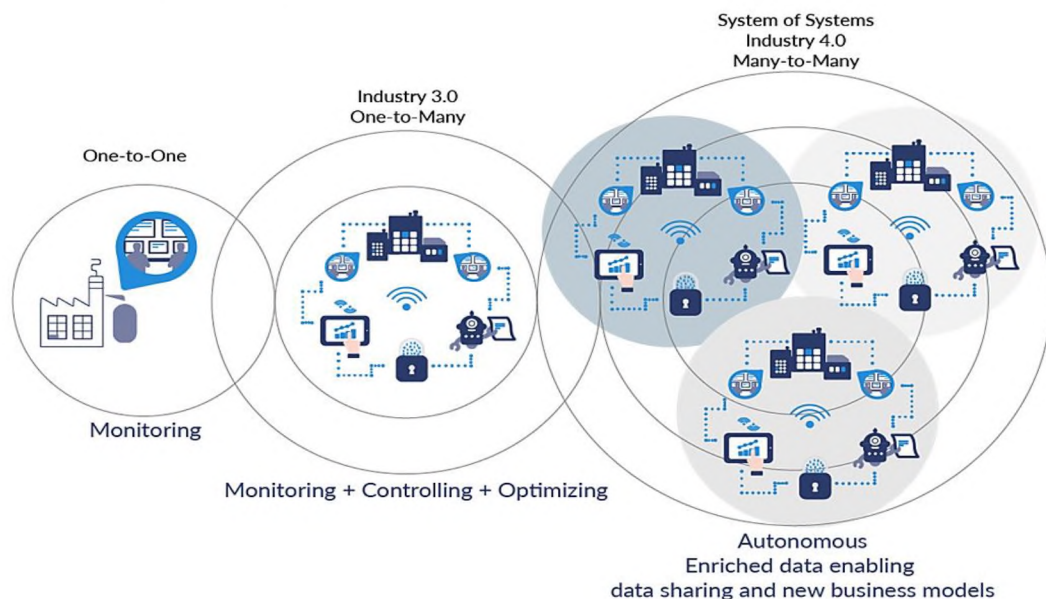 One-to-One
Monitoring
Industry 3.0
One-to-Many
Monitoring + Controlling + Optimizing
System of Systems
Industry 4.0
Many-to-Many
Autonomous
Enriched data enabling
data sharing and new business models